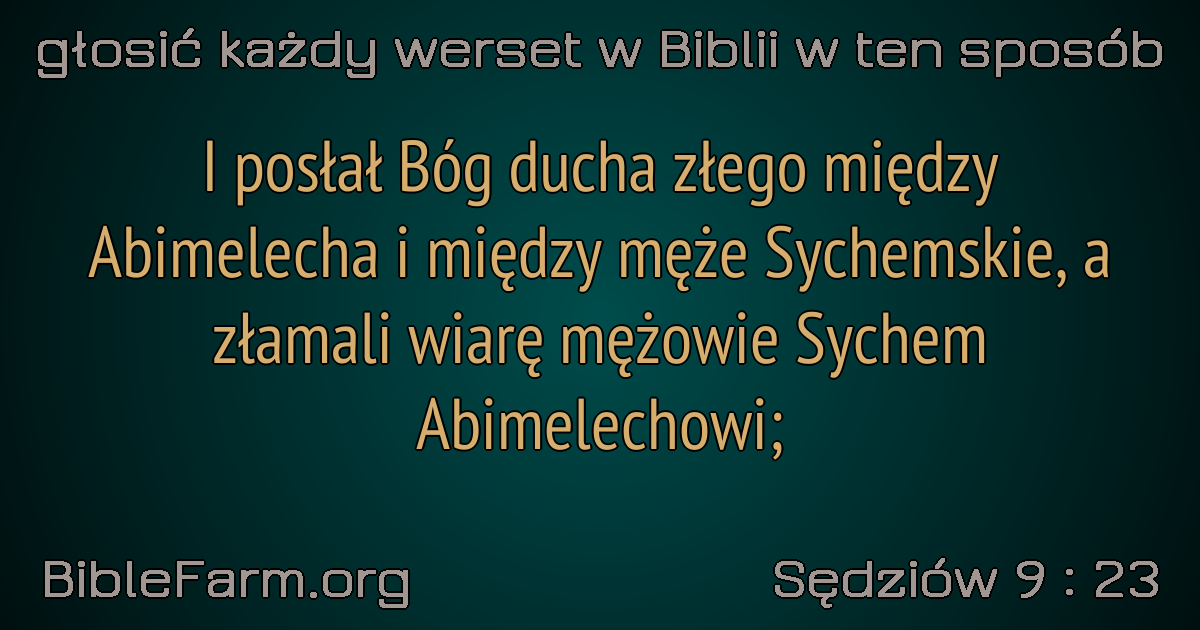 głosić każdy werset w Biblii w ten sposób
I posłał Bóg ducha złego między
Abimelecha i między męże Sychemskie, a
złamali wiarę mężowie Sychem
Abimelechowi;
BibleFarm.org
Sędziów 9 : 23